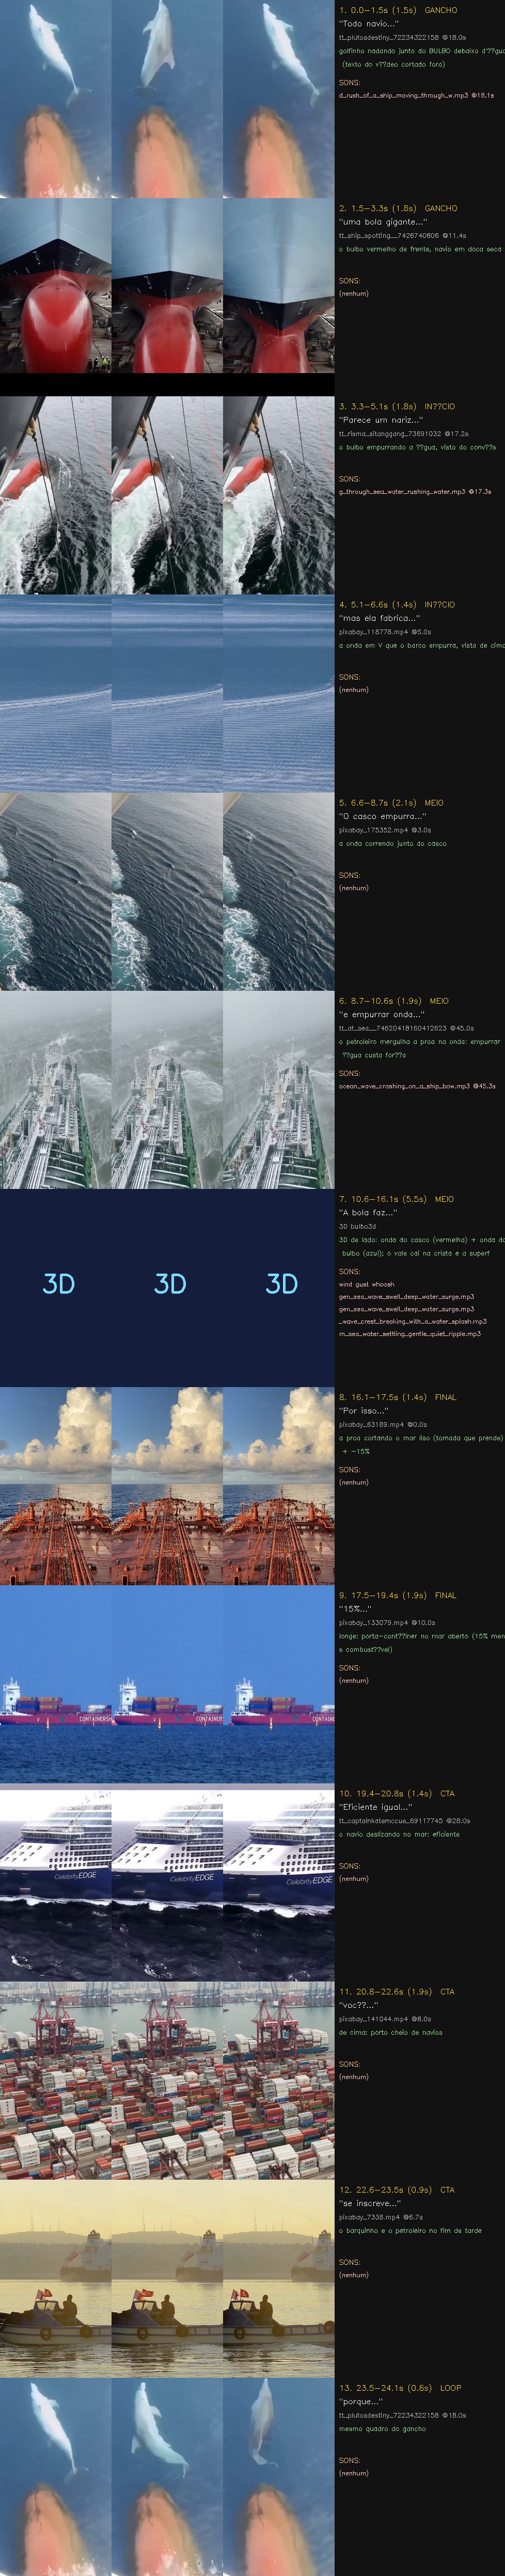 1. 0.0-1.5s (1.5s) GANCHO
"Todo navio..."
tt_plutosdestiny_72234322158 @18.0s
golfinho nadando junto do BULBO debaixo d'??gua
(texto do v??deo cortado fora)
SONS:
d_rush_of_a_ship_moving_through_w.mp3 @18.1s
2. 1.5-3.3s (1.8s) GANCHO
"uma bola gigante..."
tt_ship_spotting__7426740806 @11.4s
o bulbo vermelho de frente, navio em doca seca
SONS:
(nenhum)
3. 3.3-5.1s (1.8s) IN??CIO
"Parece um nariz..."
tt_risma_sitanggang_73691032 @17.2s
o bulbo empurrando a ??gua, visto do conv??s
SONS:
g_through_sea_water_rushing_water.mp3 @17.3s
4. 5.1-6.6s (1.4s) IN??CIO
"mas ela fabrica..."
pixabay_118778.mp4 @5.0s
a onda em V que o barco empurra, vista de cima
SONS:
(nenhum)
5. 6.6-8.7s (2.1s) MEIO
"O casco empurra..."
pixabay_175352.mp4 @3.0s
a onda correndo junto do casco
SONS:
(nenhum)
6. 8.7-10.6s (1.9s) MEIO
"e empurrar onda..."
tt_at_sea__74620418160412623 @45.0s
o petroleiro mergulha a proa na onda: empurrar
??gua custa for??a
SONS:
ocean_wave_crashing_on_a_ship_bow.mp3 @45.3s
3D 3D 3D
7. 10.6-16.1s (5.5s) MEIO
"A bola faz..."
3D bulbo3d
3D de lado: onda do casco (vermelha) + onda do
bulbo (azul); o vale cai na crista e a superf
SONS:
wind gust whoosh
gen_sea_wave_swell_deep_water_surge.mp3
gen_sea_wave_swell_deep_water_surge.mp3
_wave_crest_breaking_with_a_water_splash.mp3
m_sea_water_settling_gentle_quiet_ripple.mp3
8. 16.1-17.5s (1.4s) FINAL
"Por isso..."
pixabay_53189.mp4 @0.0s
a proa cortando o mar liso (tomada que prende)
+ -15%
SONS:
(nenhum)
CONTAINERSH CONTAINER CONTAIN
9. 17.5-19.4s (1.9s) FINAL
"15%..."
pixabay_133079.mp4 @10.0s
longe: porta-cont??iner no mar aberto (15% men
s combust??vel)
SONS:
(nenhum)
CelebrityEDGE CelebrityEDGE CelebrityEDGE
10. 19.4-20.8s (1.4s) CTA
"Eficiente igual..."
tt_captainkatemccue_69117745 @28.0s
o navio deslizando no mar: eficiente
SONS:
(nenhum)
11. 20.8-22.6s (1.9s) CTA
"voc??..."
pixabay_141044.mp4 @8.0s
de cima: porto cheio de navios
SONS:
(nenhum)
12. 22.6-23.5s (0.9s) CTA
"se inscreve..."
pixabay_7338.mp4 @6.7s
o barquinho e o petroleiro no fim de tarde
SONS:
(nenhum)
13. 23.5-24.1s (0.6s) LOOP
"porque..."
tt_plutosdestiny_72234322158 @18.0s
mesmo quadro do gancho
SONS:
(nenhum)